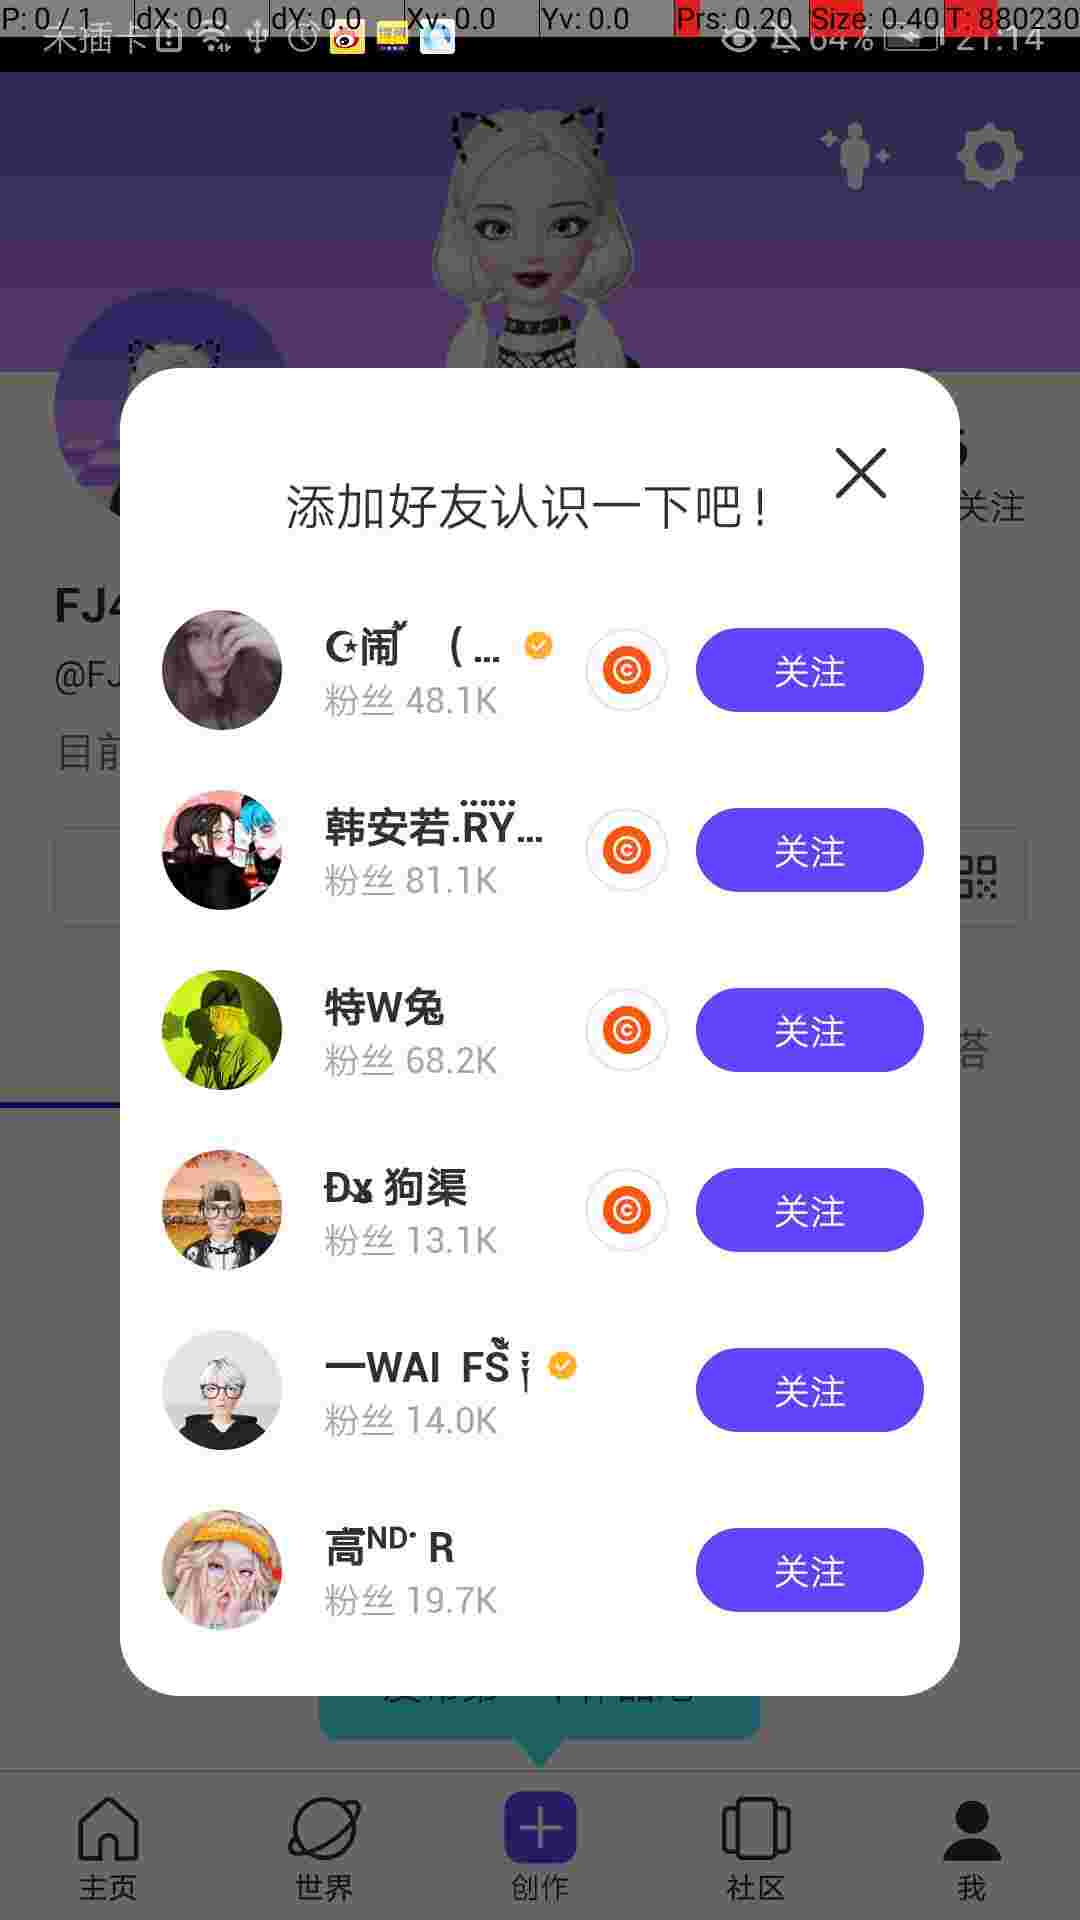 P: 0 / 1 dX: 0.0 dY: 0.0 Xv: 0.0 Yv: 0.0 Prs: 0.20 Size: 0.40 T: 880230
未插卡 64% 21:14
关注
FJ4
@FJ
目前
添加好友认识一下吧！
粉丝 48.1K
关注
韩安若.RY...
粉丝 81.1K
关注
特W兔
粉丝 68.2K
关注
狗渠
粉丝 13.1K
关注
一WAI FS
粉丝 14.0K
关注
高ᴺᴰ· R
粉丝 19.7K
关注
主页 世界 创作 社区 我